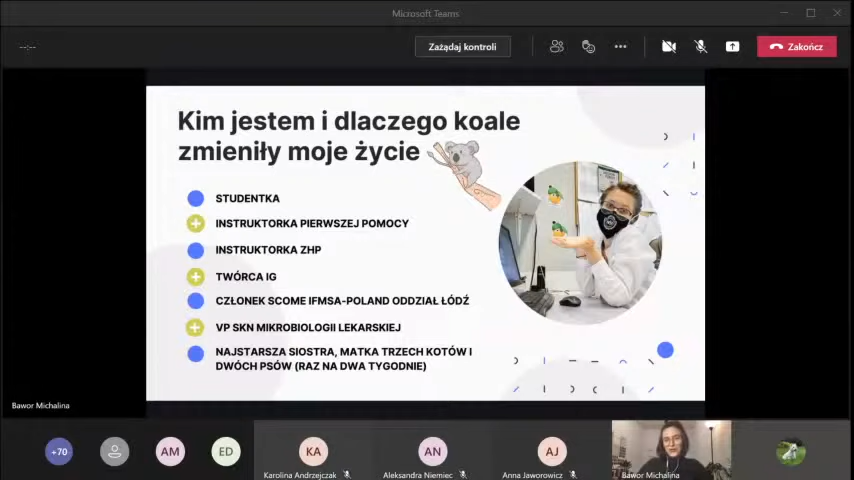 Microsoft Teams
--:--
Zażądaj kontroli
Zakończ
Kim jestem i dlaczego koale
zmieniły moje życie
STUDENTKA
INSTRUKTORKA PIERWSZEJ POMOCY
INSTRUKTORKA ZHP
TWÓRCA IG
CZŁONEK SCOME IFMSA-POLAND ODDZIAŁ ŁÓDŹ
VP SKN MIKROBIOLOGII LEKARSKIEJ
NAJSTARSZA SIOSTRA, MATKA TRZECH KOTÓW I
DWÓCH PSÓW (RAZ NA DWA TYGODNIE)
Bawor Michalina
+70
AM
ED
KA
AN
AJ
Karolina Andrzejczak
Aleksandra Niemiec
Anna Jaworowicz
Bawor Michalina